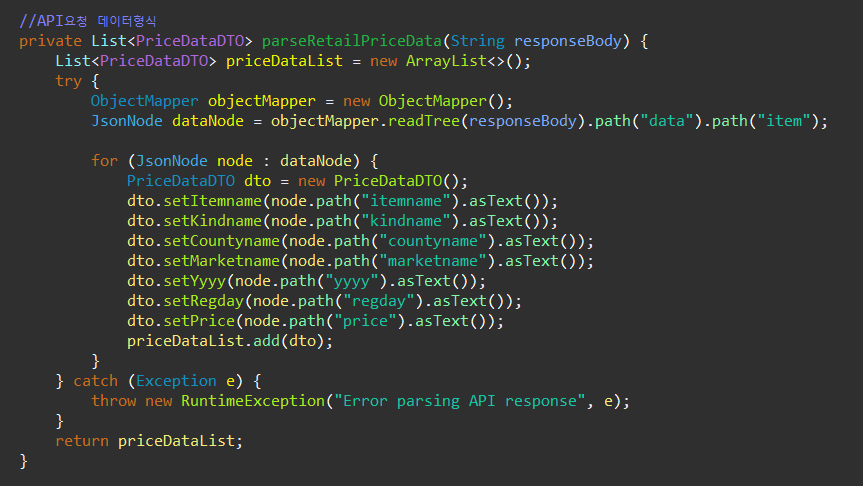 //API요청 데이터형식
private List<PriceDataDTO> parseRetailPriceData(String responseBody) {
    List<PriceDataDTO> priceDataList = new ArrayList<>();
    try {
        ObjectMapper objectMapper = new ObjectMapper();
        JsonNode dataNode = objectMapper.readTree(responseBody).path("data").path("item");

        for (JsonNode node : dataNode) {
            PriceDataDTO dto = new PriceDataDTO();
            dto.setItemname(node.path("itemname").asText());
            dto.setKindname(node.path("kindname").asText());
            dto.setCountyname(node.path("countyname").asText());
            dto.setMarketname(node.path("marketname").asText());
            dto.setYyyy(node.path("yyyy").asText());
            dto.setRegday(node.path("regday").asText());
            dto.setPrice(node.path("price").asText());
            priceDataList.add(dto);
        }
    } catch (Exception e) {
        throw new RuntimeException("Error parsing API response", e);
    }
    return priceDataList;
}